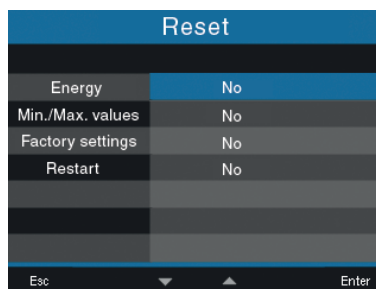 Reset
Energy No
Min./Max. values No
Factory settings No
Restart No
Esc Enter